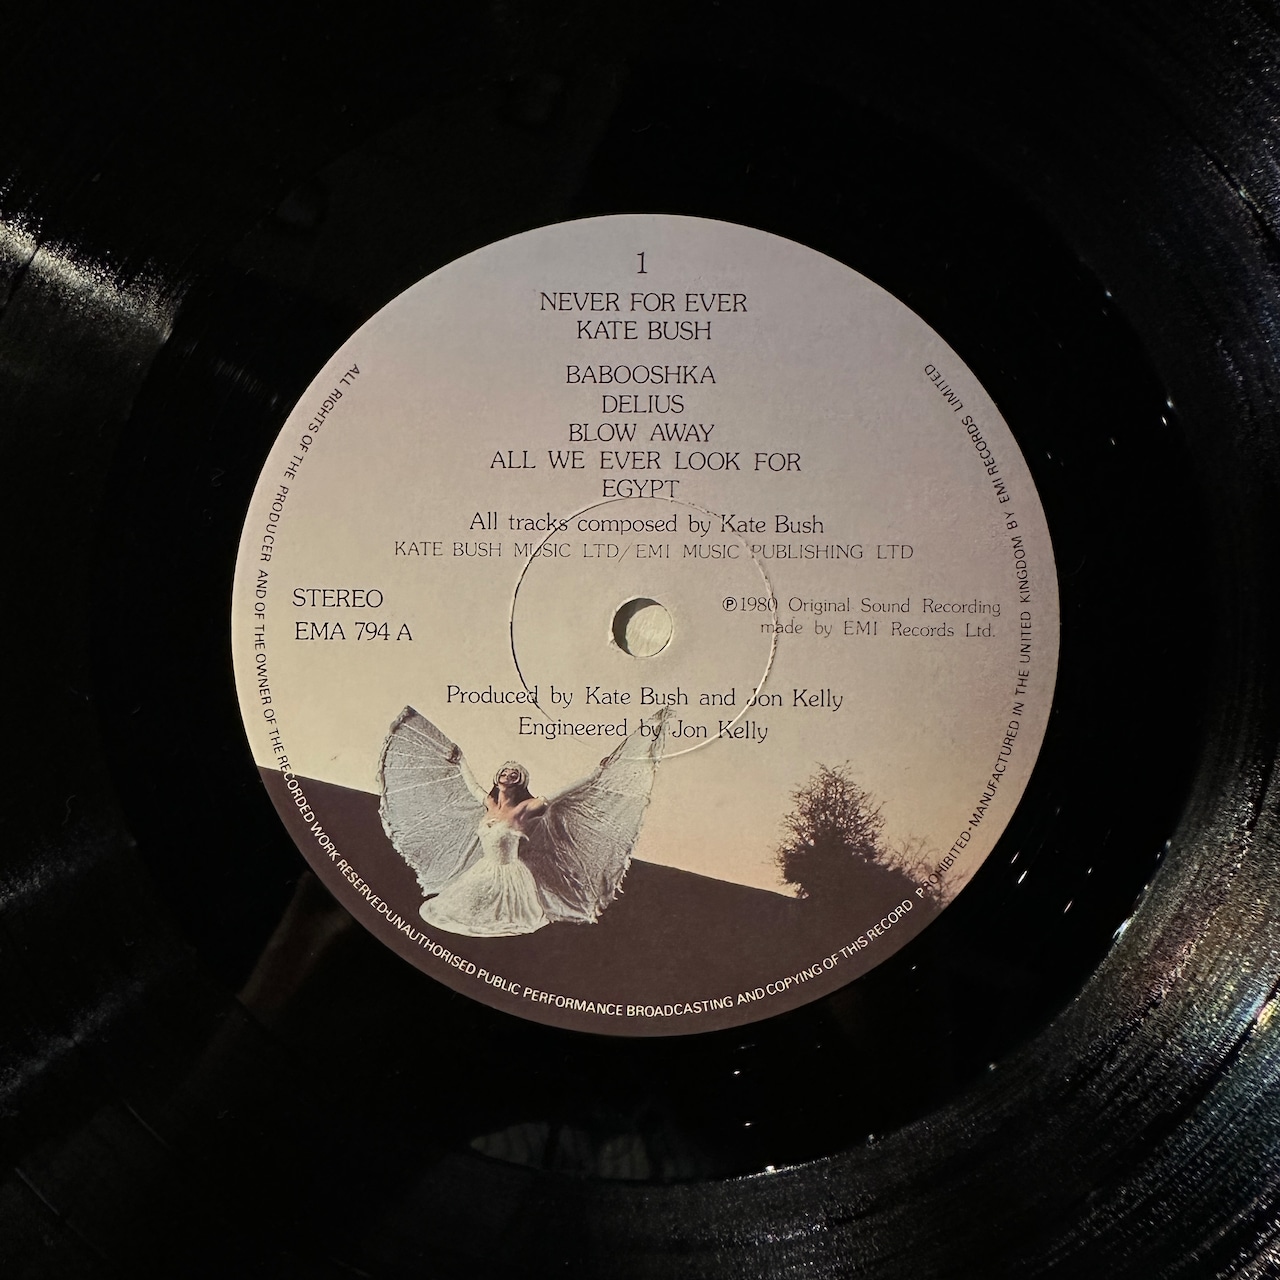 1
NEVER FOR EVER
KATE BUSH
BABOOSHKA
DELIUS
BLOW AWAY
ALL WE EVER LOOK FOR
EGYPT
All tracks composed by Kate Bush
KATE BUSH MUSIC LTD/EMI MUSIC PUBLISHING LTD
STEREO
EMA 794 A
℗1980 Original Sound Recording
made by EMI Records Ltd.
Produced by Kate Bush and Jon Kelly
Engineered by Jon Kelly
ALL RIGHTS OF THE PRODUCER AND OF THE OWNER OF THE RECORDED WORK RESERVED·UNAUTHORISED PUBLIC PERFORMANCE BROADCASTING AND COPYING OF THIS RECORD PROHIBITED·MANUFACTURED IN THE UNITED KINGDOM BY EMI RECORDS LIMITED